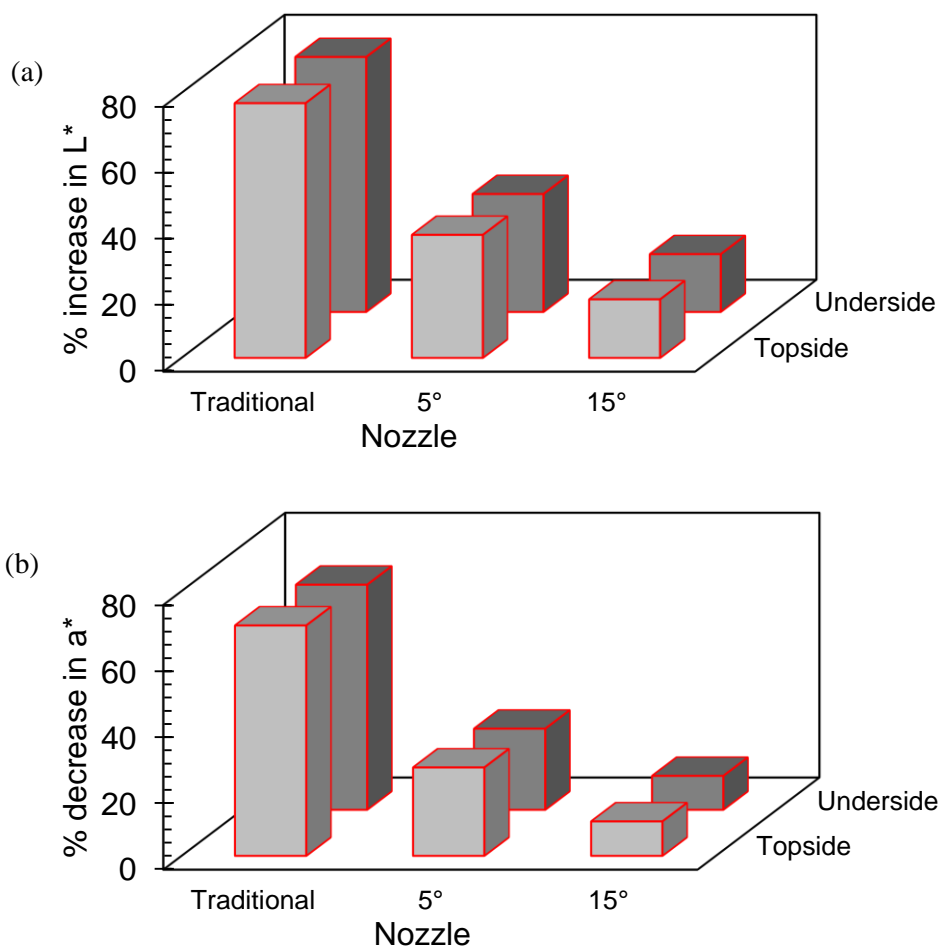 (a)
% increase in L*
80
60
40
20
0
Traditional 5° 15°
Nozzle
Underside
Topside
(b)
% decrease in a*
80
60
40
20
0
Traditional 5° 15°
Nozzle
Underside
Topside